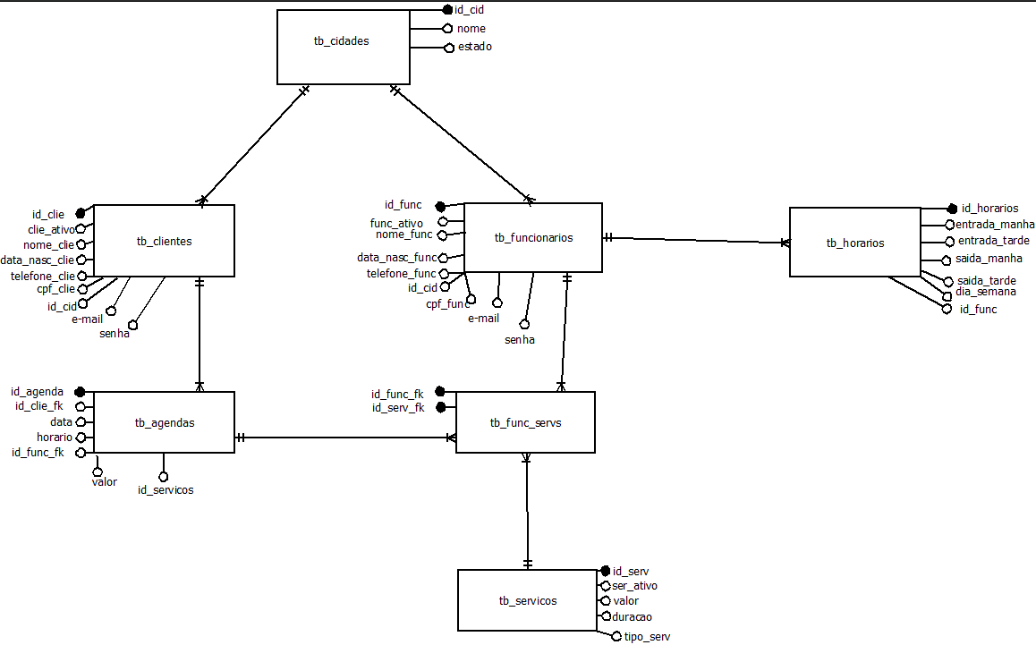 tb_cidades
id_cid
nome
estado
tb_clientes
id_clie
clie_ativo
nome_clie
data_nasc_clie
telefone_clie
cpf_clie
id_cid
e-mail
senha
tb_funcionarios
id_func
func_ativo
nome_func
data_nasc_func
telefone_func
id_cid
cpf_func
e-mail
senha
tb_horarios
id_horarios
entrada_manha
entrada_tarde
saida_manha
saida_tarde
dia_semana
id_func
tb_agendas
id_agenda
id_clie_fk
data
horario
id_func_fk
valor
id_servicos
tb_func_servs
id_func_fk
id_serv_fk
tb_servicos
id_serv
ser_ativo
valor
duracao
tipo_serv